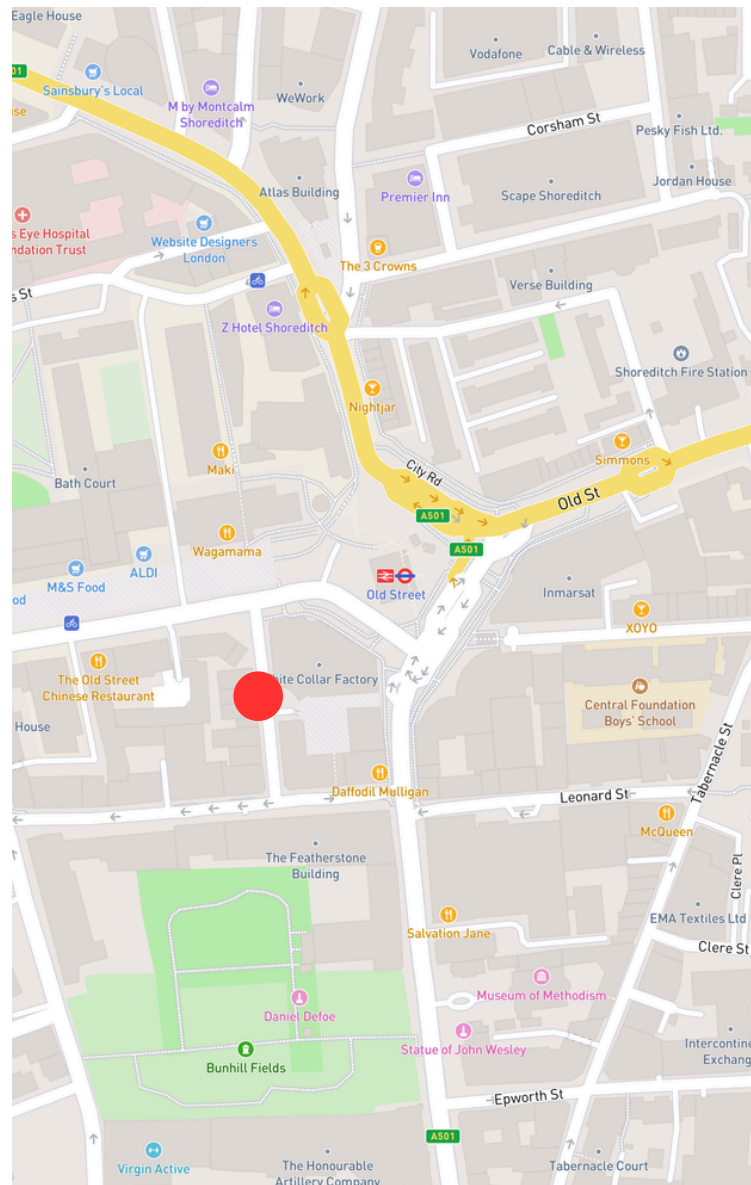 Eagle House
Vodafone
Cable & Wireless
01
Sainsbury's Local
M by Montcalm
Shoreditch
WeWork
use
Corsham St
Pesky Fish Ltd.
Atlas Building
Premier Inn
Scape Shoreditch
Jordan House
s Eye Hospital
ndation Trust
Website Designers
London
The 3 Crowns
s St
Verse Building
Z Hotel Shoreditch
Shoreditch Fire Station
Nightjar
Maki
City Rd
Simmons
Bath Court
Old St
A501
Wagamama
A501
ALDI
M&S Food
od
Old Street
Inmarsat
XOYO
The Old Street
Chinese Restaurant
hite Collar Factory
House
Central Foundation
Boys' School
Tabernacle St
Daffodil Mulligan
Leonard St
McQueen
The Featherstone
Building
Clere Pl
EMA Textiles Ltd
Salvation Jane
Clere St
Museum of Methodism
Daniel Defoe
Statue of John Wesley
Intercontine
Exchang
Bunhill Fields
Epworth St
A501
Virgin Active
The Honourable
Artillery Company
Tabernacle Court